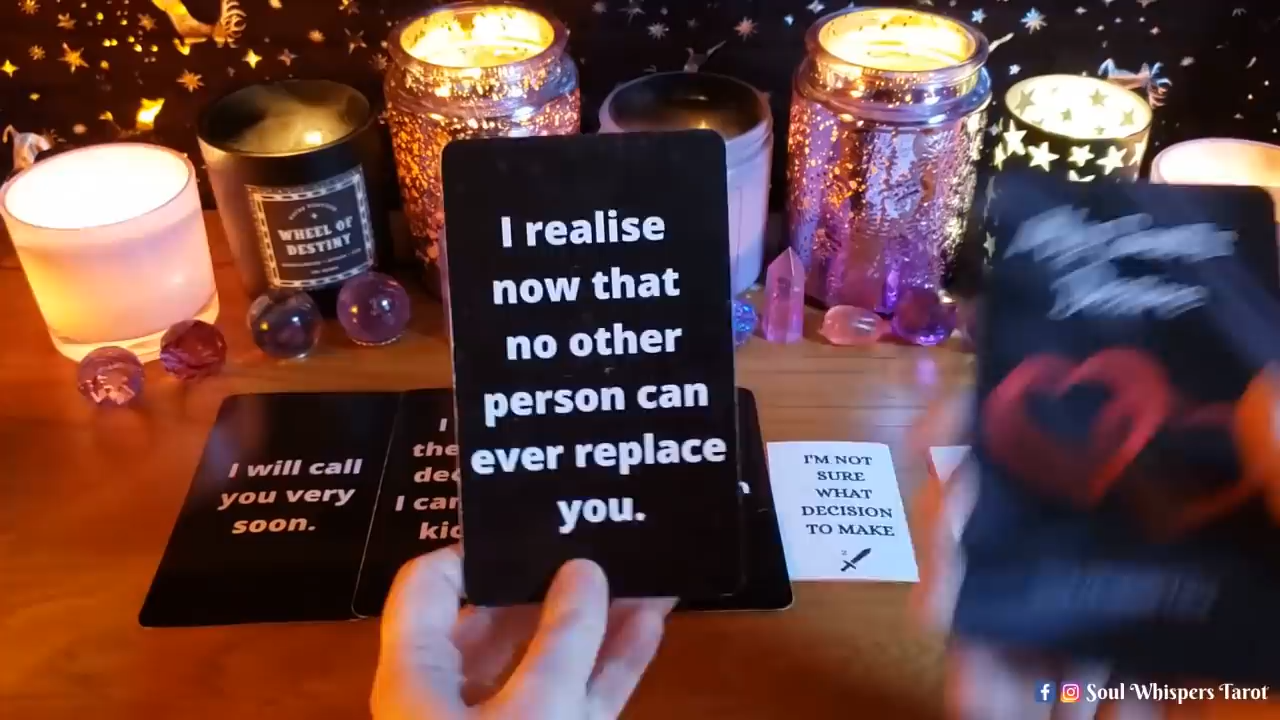 WHEEL OF
DESTINY
I realise
now that
no other
person can
ever replace
you.
I will call
you very
soon.
I
I'M NOT
SURE
WHAT
DECISION
TO MAKE
2
Soul Whispers Tarot